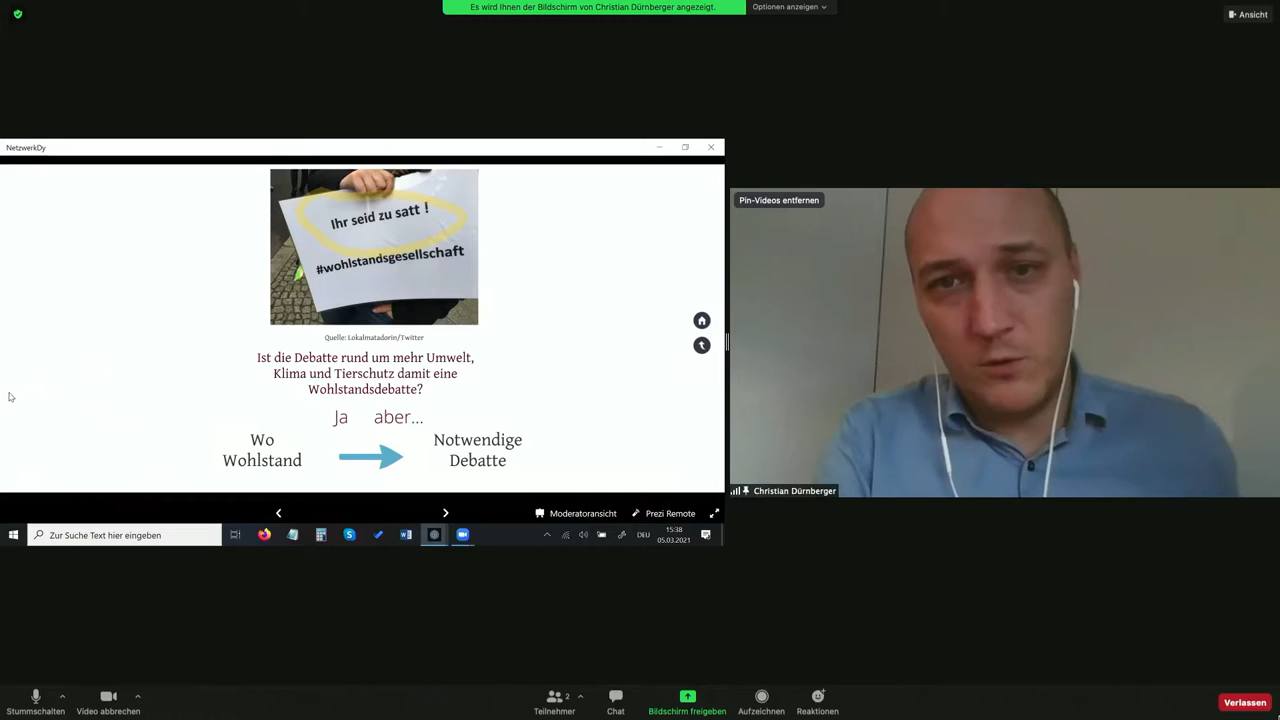 Es wird Ihnen der Bildschirm von Christian Dürnberger angezeigt.
Optionen anzeigen
Ansicht
NetzwerkDy
Ihr seid zu satt !
#wohlstandsgesellschaft
Quelle: Lokalmatadorin/Twitter
Ist die Debatte rund um mehr Umwelt,
Klima und Tierschutz damit eine
Wohlstandsdebatte?
Ja aber...
Wo
Wohlstand
Notwendige
Debatte
Moderatoransicht
Prezi Remote
Zur Suche Text hier eingeben
DEU
15:38
05.03.2021
Pin-Videos entfernen
Christian Dürnberger
Stummschalten
Video abbrechen
Teilnehmer
2
Chat
Bildschirm freigeben
Aufzeichnen
Reaktionen
Verlassen